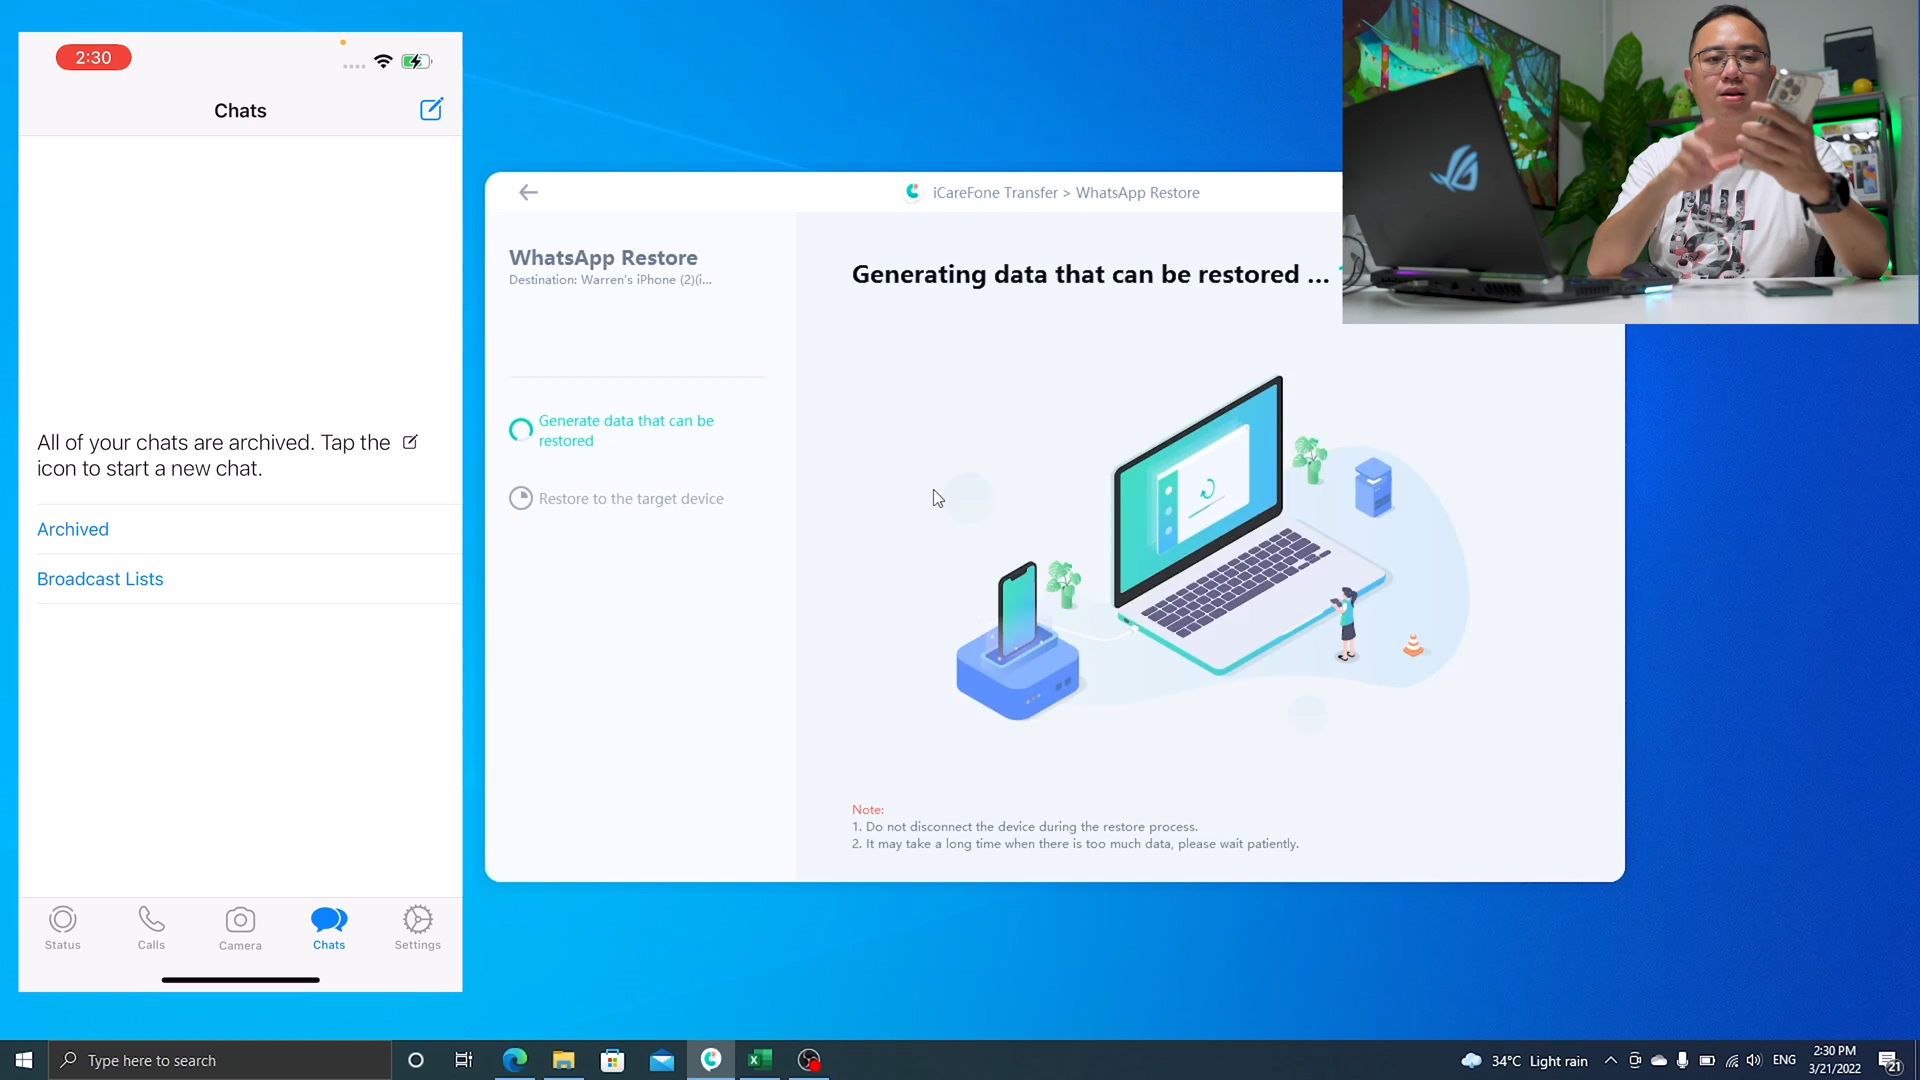 2:30
Chats
All of your chats are archived. Tap the
icon to start a new chat.
Archived
Broadcast Lists
Status
Calls
Camera
Chats
Settings
iCareFone Transfer > WhatsApp Restore
WhatsApp Restore
Destination: Warren's iPhone (2)(i...
Generate data that can be
restored
Restore to the target device
Generating data that can be restored ...
Note:
1. Do not disconnect the device during the restore process.
2. It may take a long time when there is too much data, please wait patiently.
Type here to search
34°C Light rain
ENG
2:30 PM
3/21/2022
21